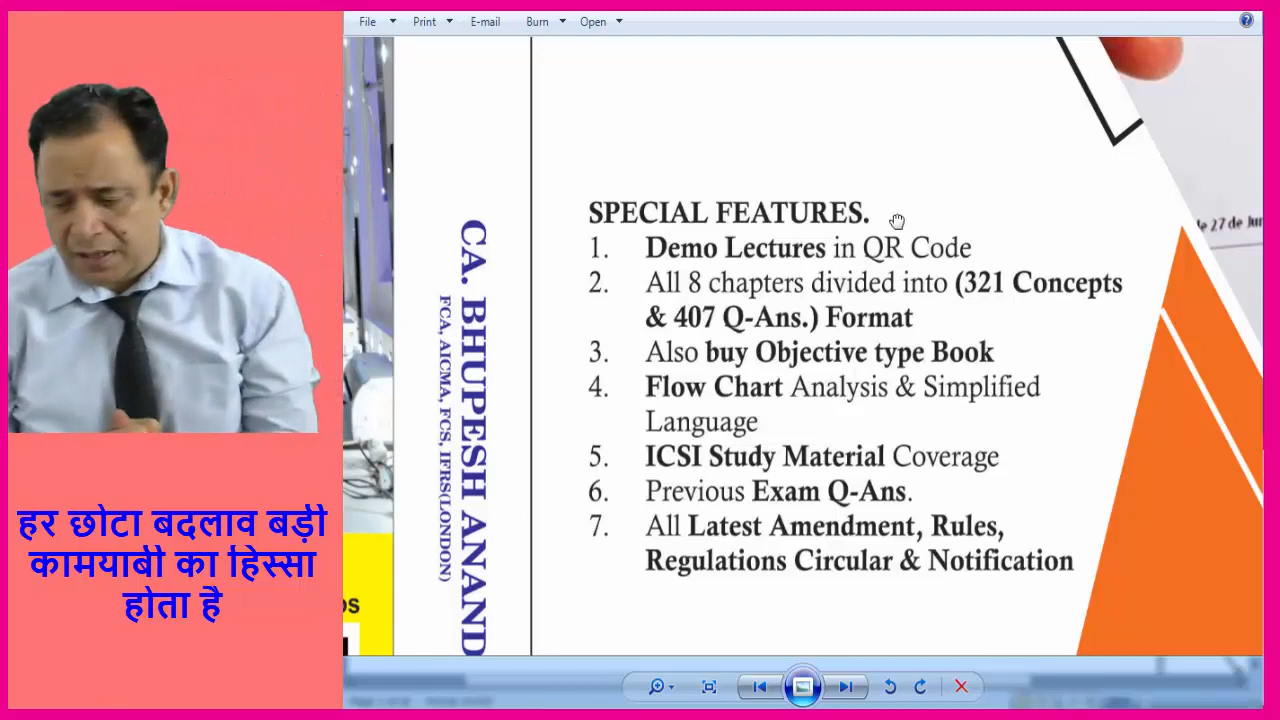 File
Print
E-mail
Burn
Open
SPECIAL FEATURES.
1. Demo Lectures in QR Code
2. All 8 chapters divided into (321 Concepts
& 407 Q-Ans.) Format
3. Also buy Objective type Book
4. Flow Chart Analysis & Simplified
Language
5. ICSI Study Material Coverage
6. Previous Exam Q-Ans.
7. All Latest Amendment, Rules,
Regulations Circular & Notification
CA. BHUPESH ANAND
FCA, AICMA, FCS, IFRS(LONDON)
हर छोटा बदलाव बड़ी
कामयाबी का हिस्सा
होता है